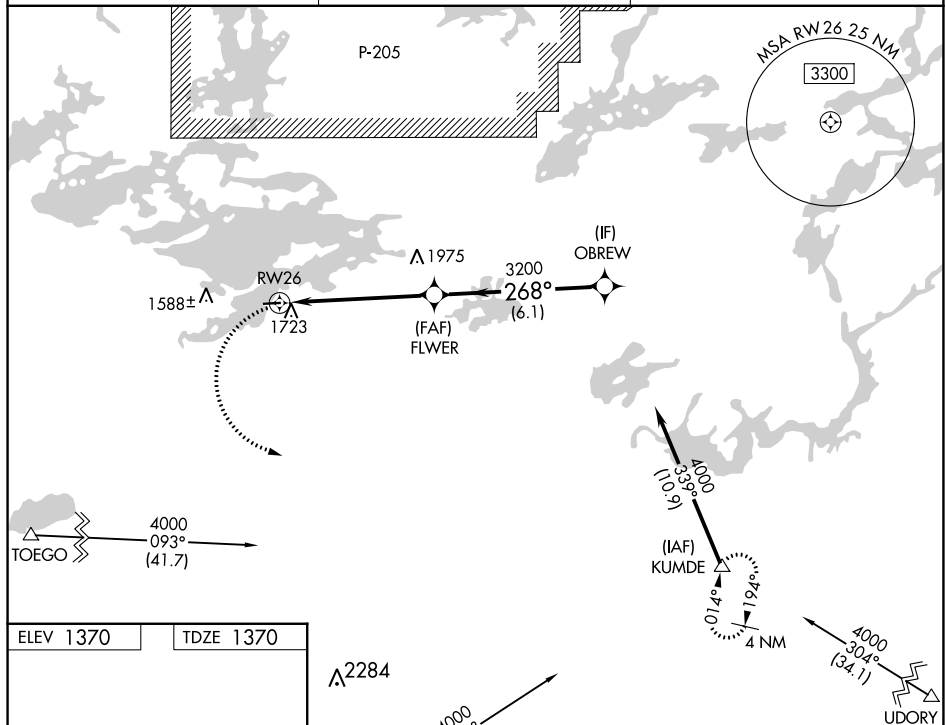 P-205
MSA RW26 25 NM
3300
(IF)
OBREW
1975
3200
268°
(6.1)
RW26
1588±
1723
(FAF)
FLWER
4000
339°
(10.9)
4000
093°
(41.7)
TOEGO
(IAF)
KUMDE
014°
194°
4 NM
ELEV 1370
TDZE 1370
2284
4000
304°
(34.1)
UDORY